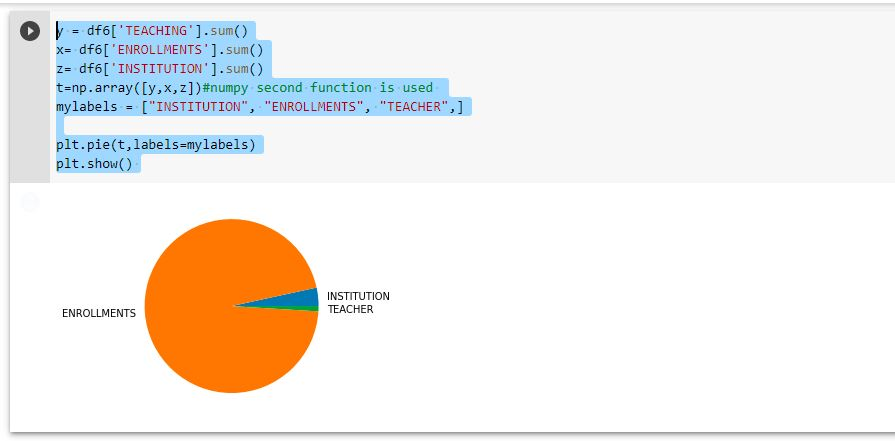 y = df6['TEACHING'].sum()
x= df6['ENROLLMENTS'].sum()
z= df6['INSTITUTION'].sum()
t=np.array([y,x,z])#numpy second function is used
mylabels = ["INSTITUTION", "ENROLLMENTS", "TEACHER",]
plt.pie(t,labels=mylabels)
plt.show()
INSTITUTION
TEACHER
ENROLLMENTS